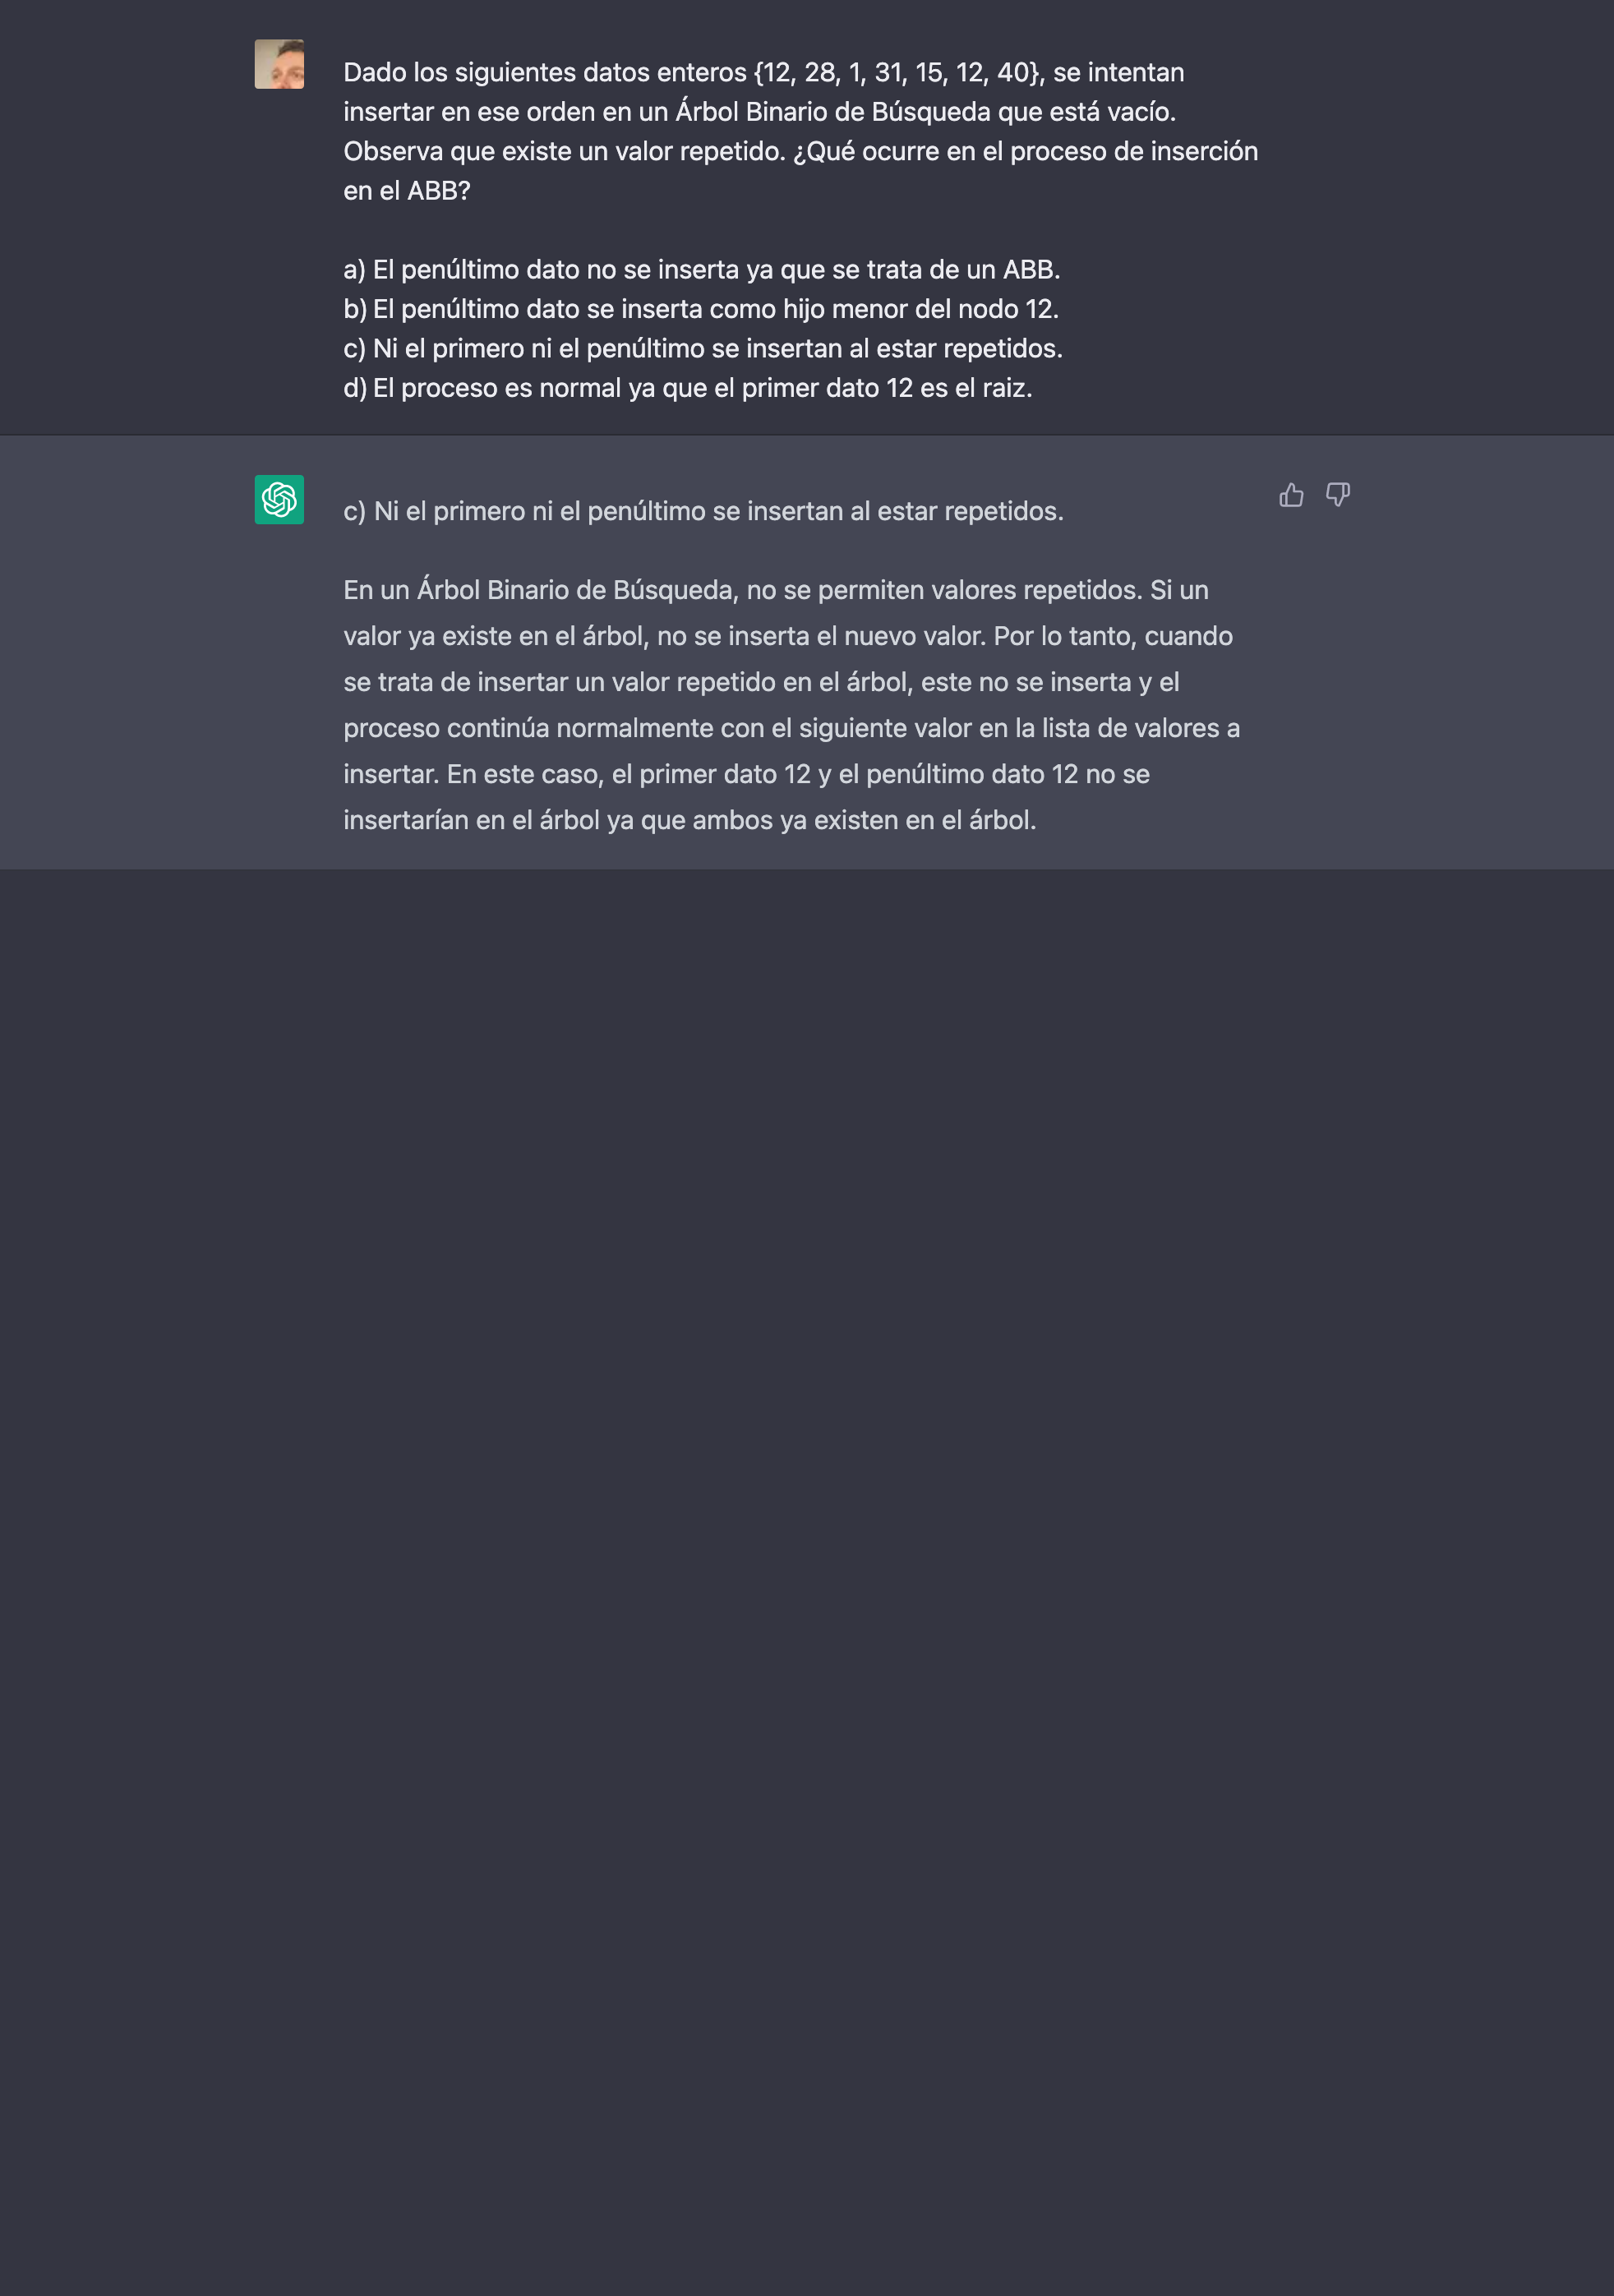 Dado los siguientes datos enteros {12, 28, 1, 31, 15, 12, 40}, se intentan
insertar en ese orden en un Árbol Binario de Búsqueda que está vacío.
Observa que existe un valor repetido. ¿Qué ocurre en el proceso de inserción
en el ABB?
a) El penúltimo dato no se inserta ya que se trata de un ABB.
b) El penúltimo dato se inserta como hijo menor del nodo 12.
c) Ni el primero ni el penúltimo se insertan al estar repetidos.
d) El proceso es normal ya que el primer dato 12 es el raiz.
c) Ni el primero ni el penúltimo se insertan al estar repetidos.
En un Árbol Binario de Búsqueda, no se permiten valores repetidos. Si un
valor ya existe en el árbol, no se inserta el nuevo valor. Por lo tanto, cuando
se trata de insertar un valor repetido en el árbol, este no se inserta y el
proceso continúa normalmente con el siguiente valor en la lista de valores a
insertar. En este caso, el primer dato 12 y el penúltimo dato 12 no se
insertarían en el árbol ya que ambos ya existen en el árbol.